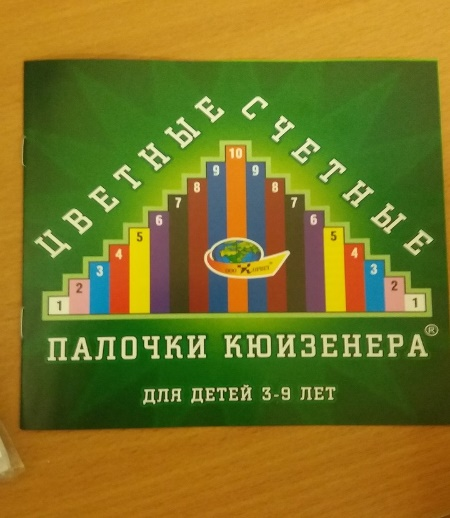 ЦВЕТНЫЕ СЧЕТНЫЕ
1 2 3 4 5 6 7 8 9 10 9 8 7 6 5 4 3 2 1
ПАЛОЧКИ КЮИЗЕНЕРА®
ДЛЯ ДЕТЕЙ 3-9 ЛЕТ